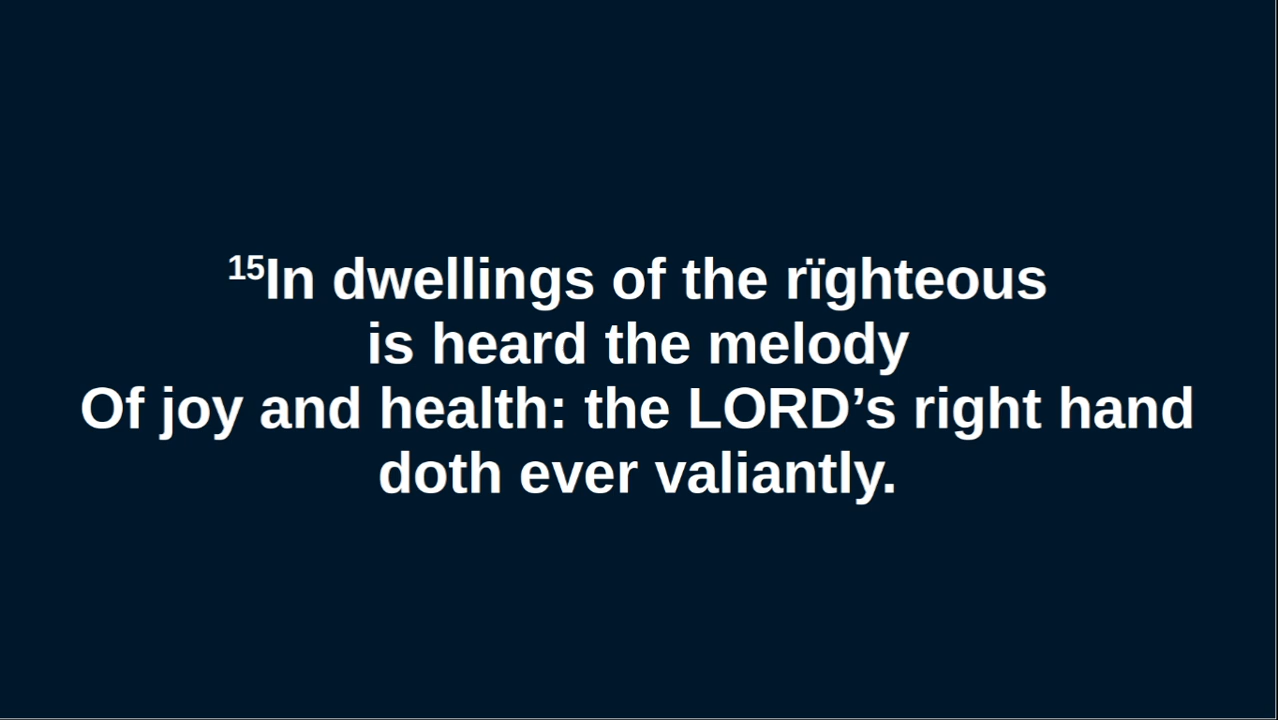 ¹⁵In dwellings of the rïghteous
is heard the melody
Of joy and health: the LORD’s right hand
doth ever valiantly.